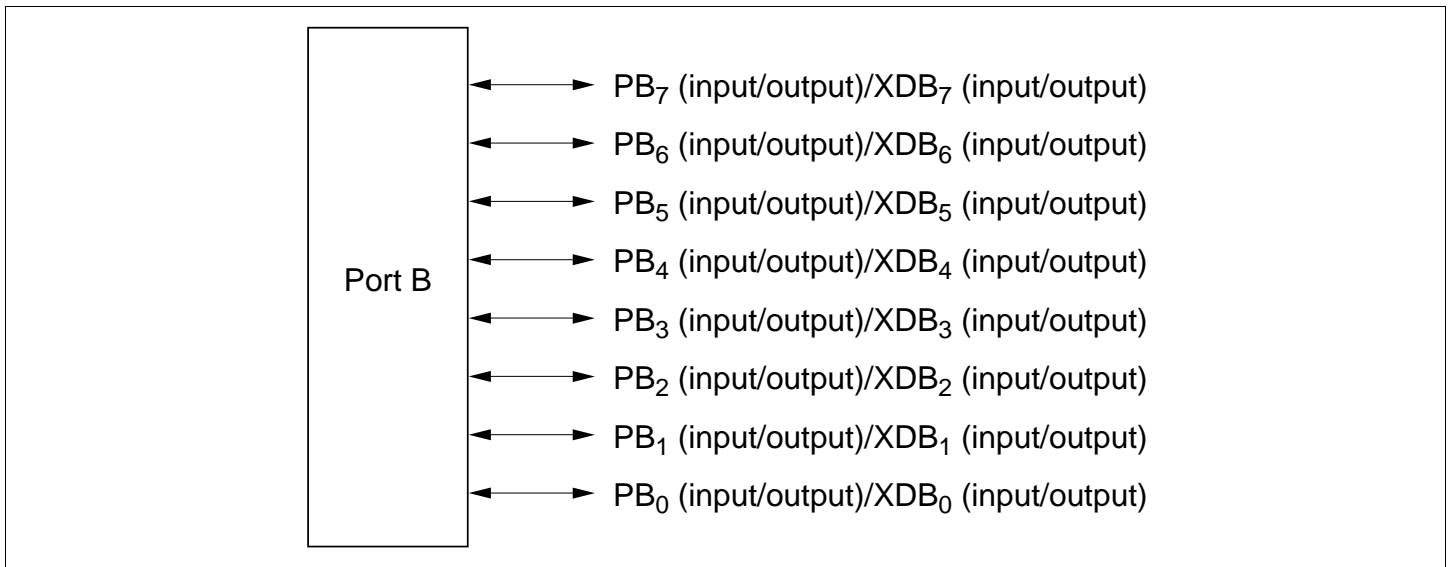 PB₇ (input/output)/XDB₇ (input/output)
PB₆ (input/output)/XDB₆ (input/output)
PB₅ (input/output)/XDB₅ (input/output)
PB₄ (input/output)/XDB₄ (input/output)
Port B
PB₃ (input/output)/XDB₃ (input/output)
PB₂ (input/output)/XDB₂ (input/output)
PB₁ (input/output)/XDB₁ (input/output)
PB₀ (input/output)/XDB₀ (input/output)